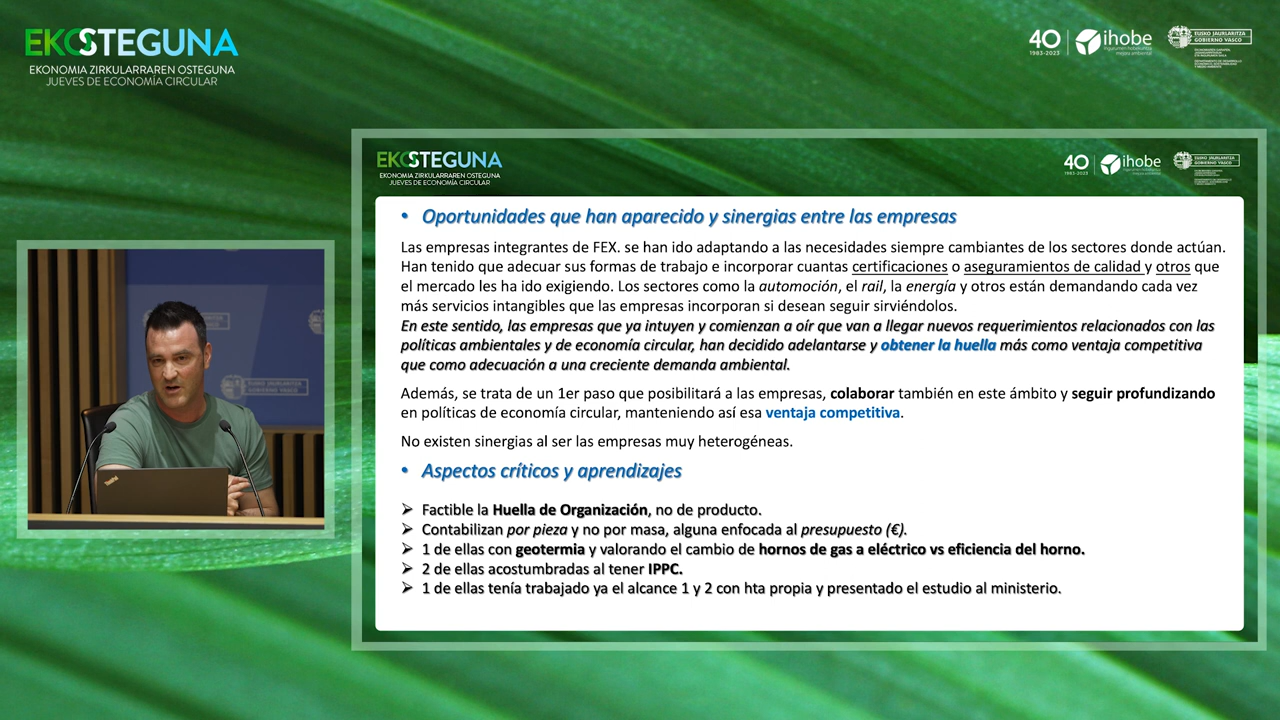 EKOSTEGUNA
EKONOMIA ZIRKULARRAREN OSTEGUNA
JUEVES DE ECONOMÍA CIRCULAR
40
1983-2023
ihobe
EUSKO JAURLARITZA
GOBIERNO VASCO
EKOSTEGUNA
EKONOMIA ZIRKULARRAREN OSTEGUNA
JUEVES DE ECONOMÍA CIRCULAR
40
1983-2023
ihobe
EUSKO JAURLARITZA
GOBIERNO VASCO
• Oportunidades que han aparecido y sinergias entre las empresas
Las empresas integrantes de FEX. se han ido adaptando a las necesidades siempre cambiantes de los sectores donde actúan.
Han tenido que adecuar sus formas de trabajo e incorporar cuantas certificaciones o aseguramientos de calidad y otros que
el mercado les ha ido exigiendo. Los sectores como la automoción, el rail, la energía y otros están demandando cada vez
más servicios intangibles que las empresas incorporan si desean seguir sirviéndolos.
En este sentido, las empresas que ya intuyen y comienzan a oír que van a llegar nuevos requerimientos relacionados con las
políticas ambientales y de economía circular, han decidido adelantarse y obtener la huella más como ventaja competitiva
que como adecuación a una creciente demanda ambiental.
Además, se trata de un 1er paso que posibilitará a las empresas, colaborar también en este ámbito y seguir profundizando
en políticas de economía circular, manteniendo así esa ventaja competitiva.
No existen sinergias al ser las empresas muy heterogéneas.
• Aspectos críticos y aprendizajes
➢ Factible la Huella de Organización, no de producto.
➢ Contabilizan por pieza y no por masa, alguna enfocada al presupuesto (€).
➢ 1 de ellas con geotermia y valorando el cambio de hornos de gas a eléctrico vs eficiencia del horno.
➢ 2 de ellas acostumbradas al tener IPPC.
➢ 1 de ellas tenía trabajado ya el alcance 1 y 2 con hta propia y presentado el estudio al ministerio.